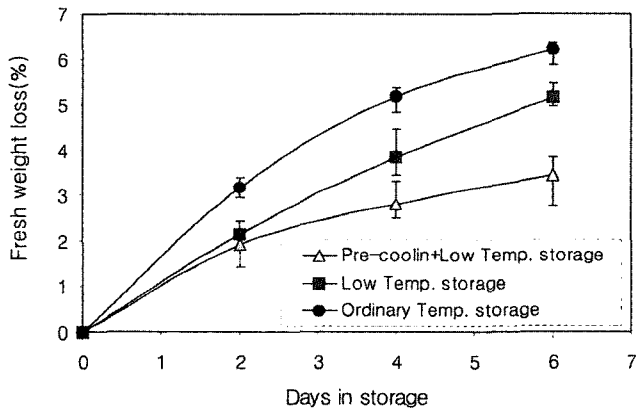 Fresh weight loss(%)
7
6
5
4
3
2
1
0
Pre-coolin+Low Temp. storage
Low Temp. storage
Ordinary Temp. storage
0 1 2 3 4 5 6 7
Days in storage